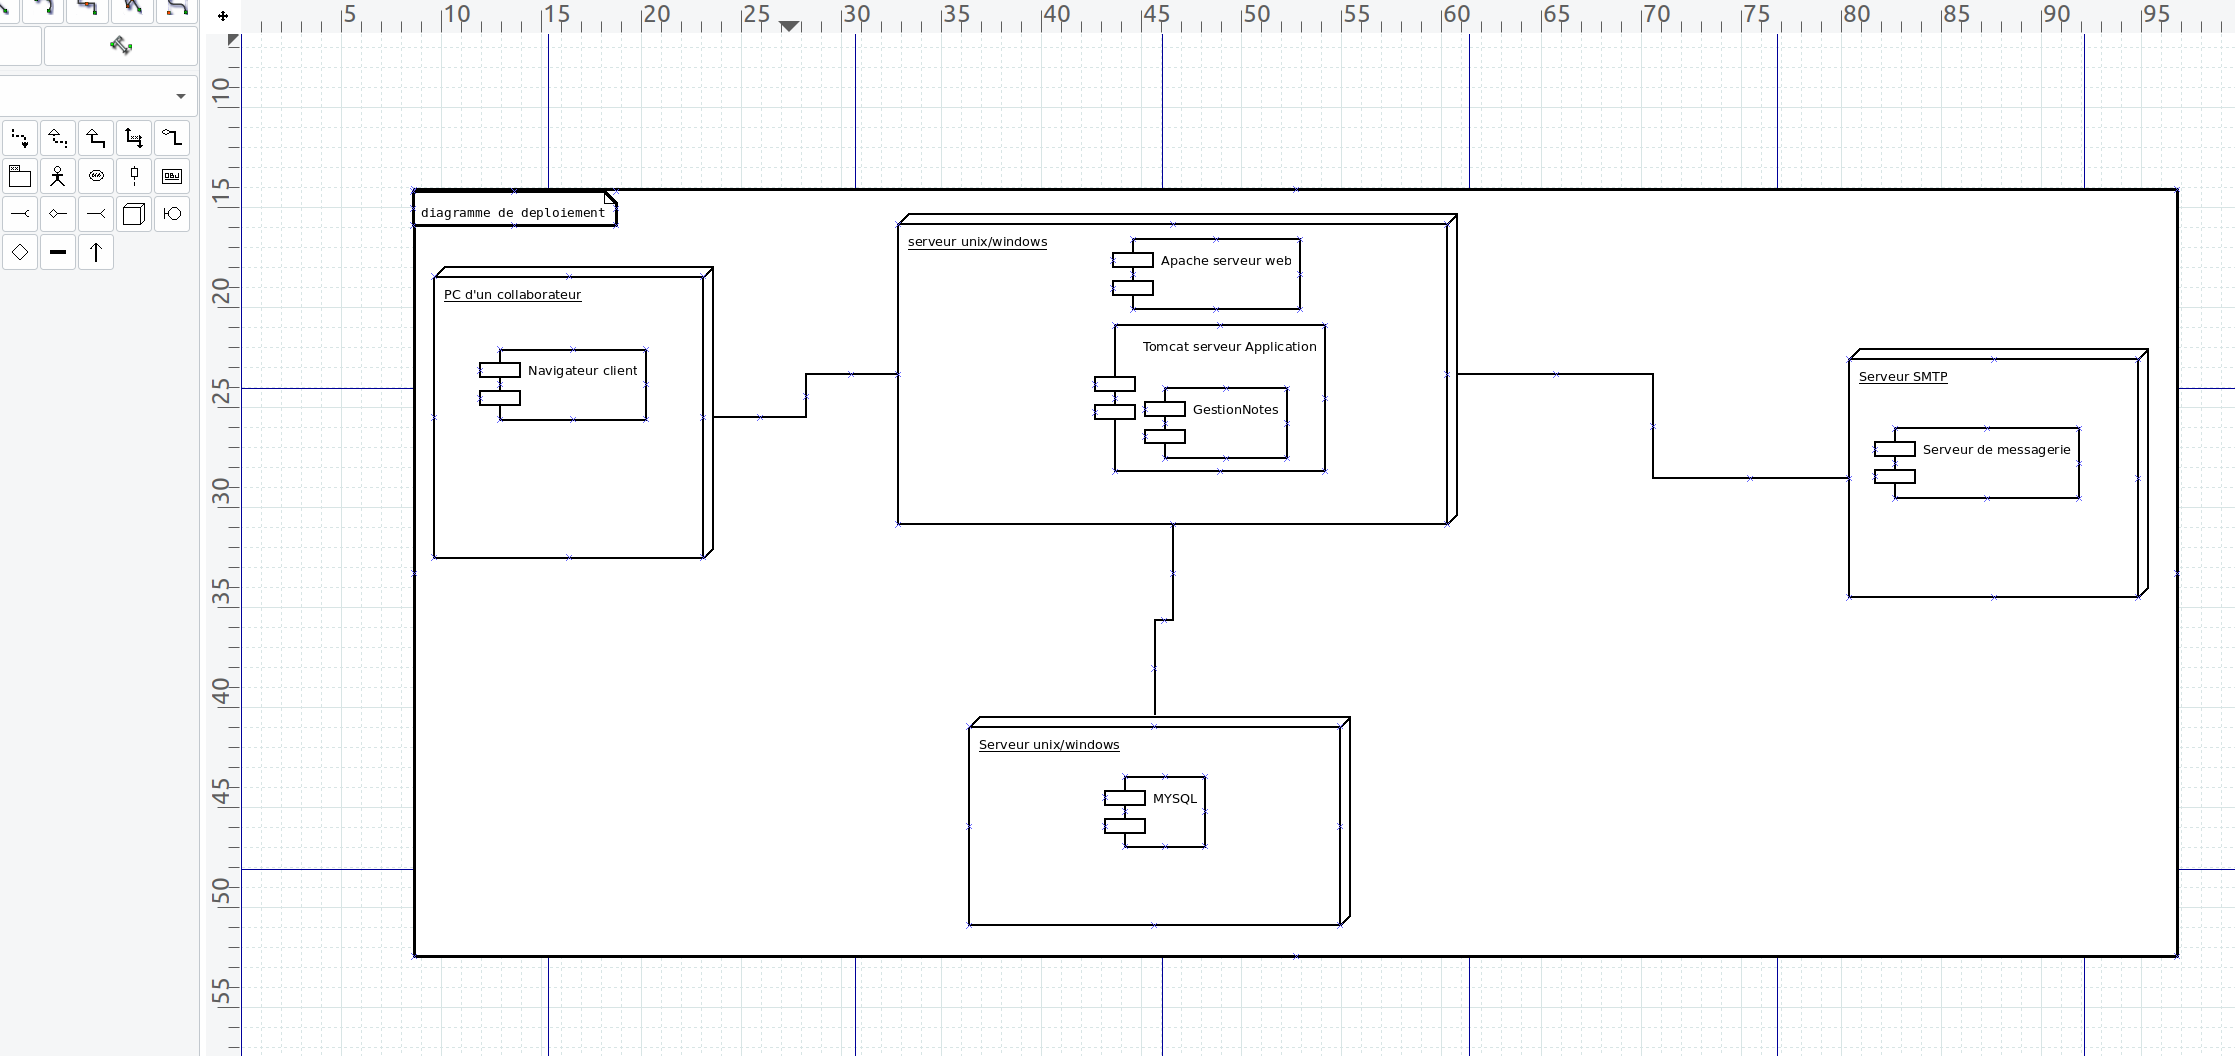 5 10 15 20 25 30 35 40 45 50 55 60 65 70 75 80 85 90 95
10
15
20
25
30
35
40
45
50
55
diagramme de deploiement
PC d'un collaborateur
Navigateur client
serveur unix/windows
Apache serveur web
Tomcat serveur Application
GestionNotes
Serveur SMTP
Serveur de messagerie
Serveur unix/windows
MYSQL
OBJ